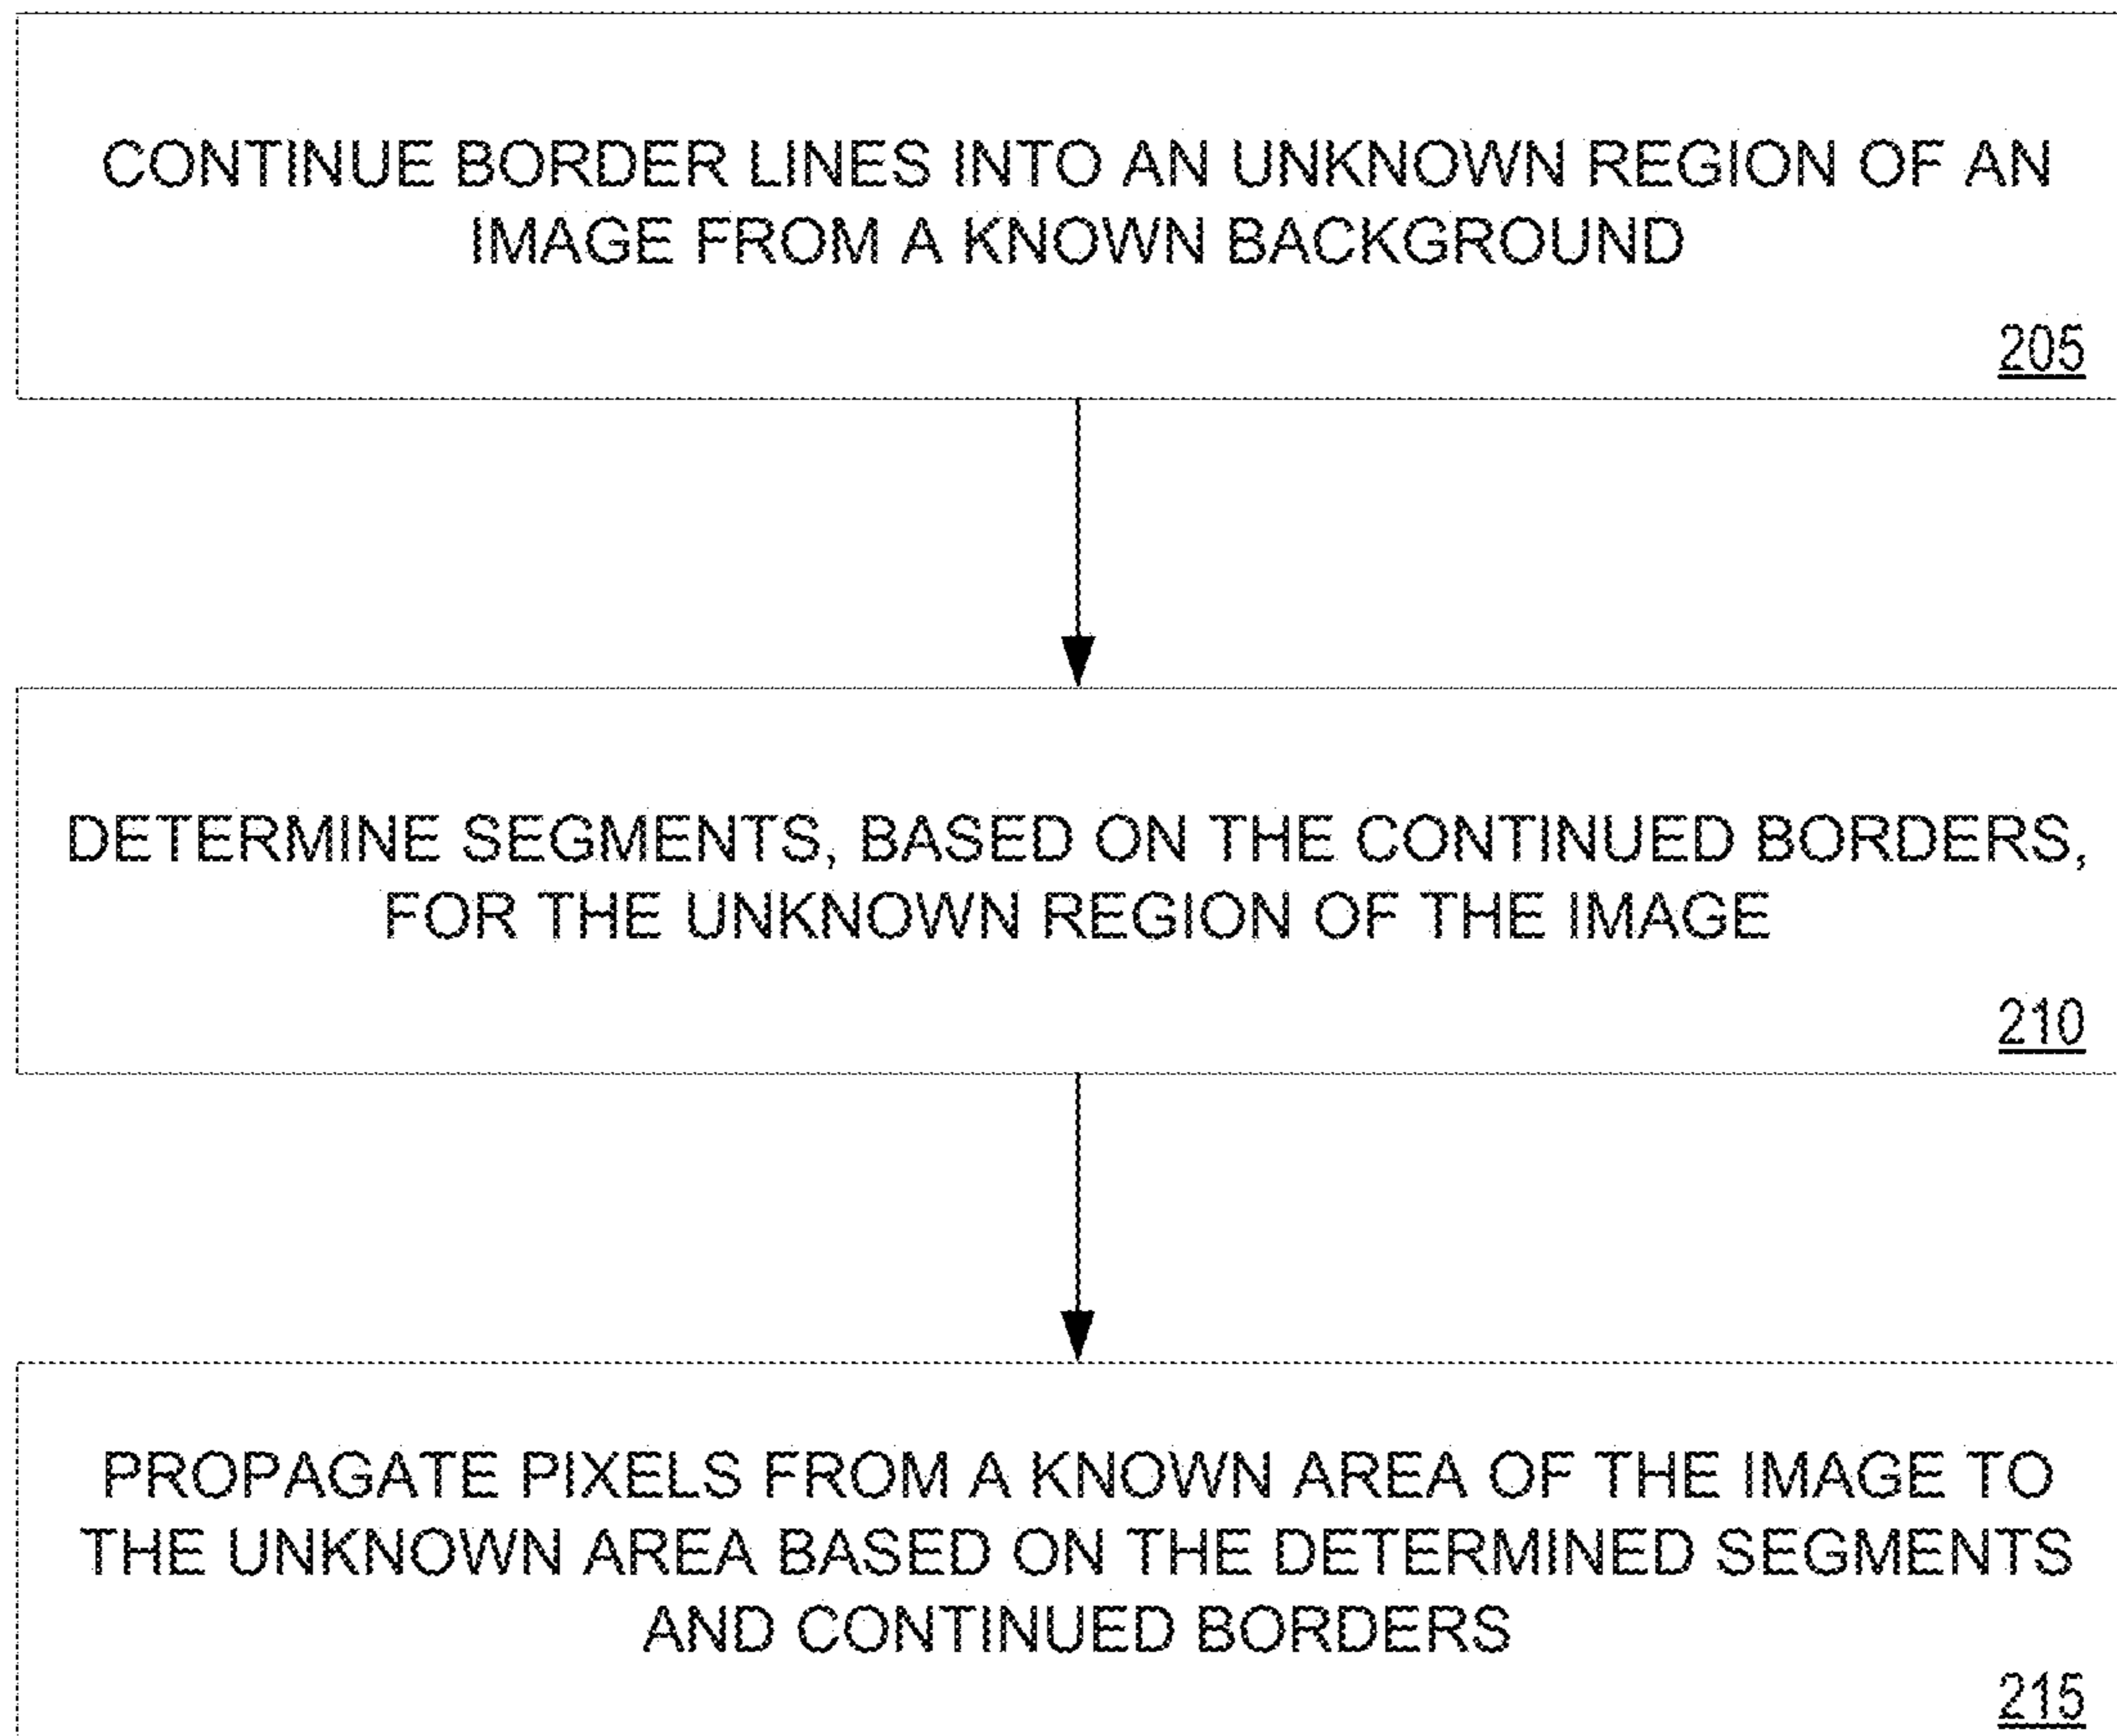 CONTINUE BORDER LINES INTO AN UNKNOWN REGION OF AN
IMAGE FROM A KNOWN BACKGROUND
205
DETERMINE SEGMENTS, BASED ON THE CONTINUED BORDERS,
FOR THE UNKNOWN REGION OF THE IMAGE
210
PROPAGATE PIXELS FROM A KNOWN AREA OF THE IMAGE TO
THE UNKNOWN AREA BASED ON THE DETERMINED SEGMENTS
AND CONTINUED BORDERS
215